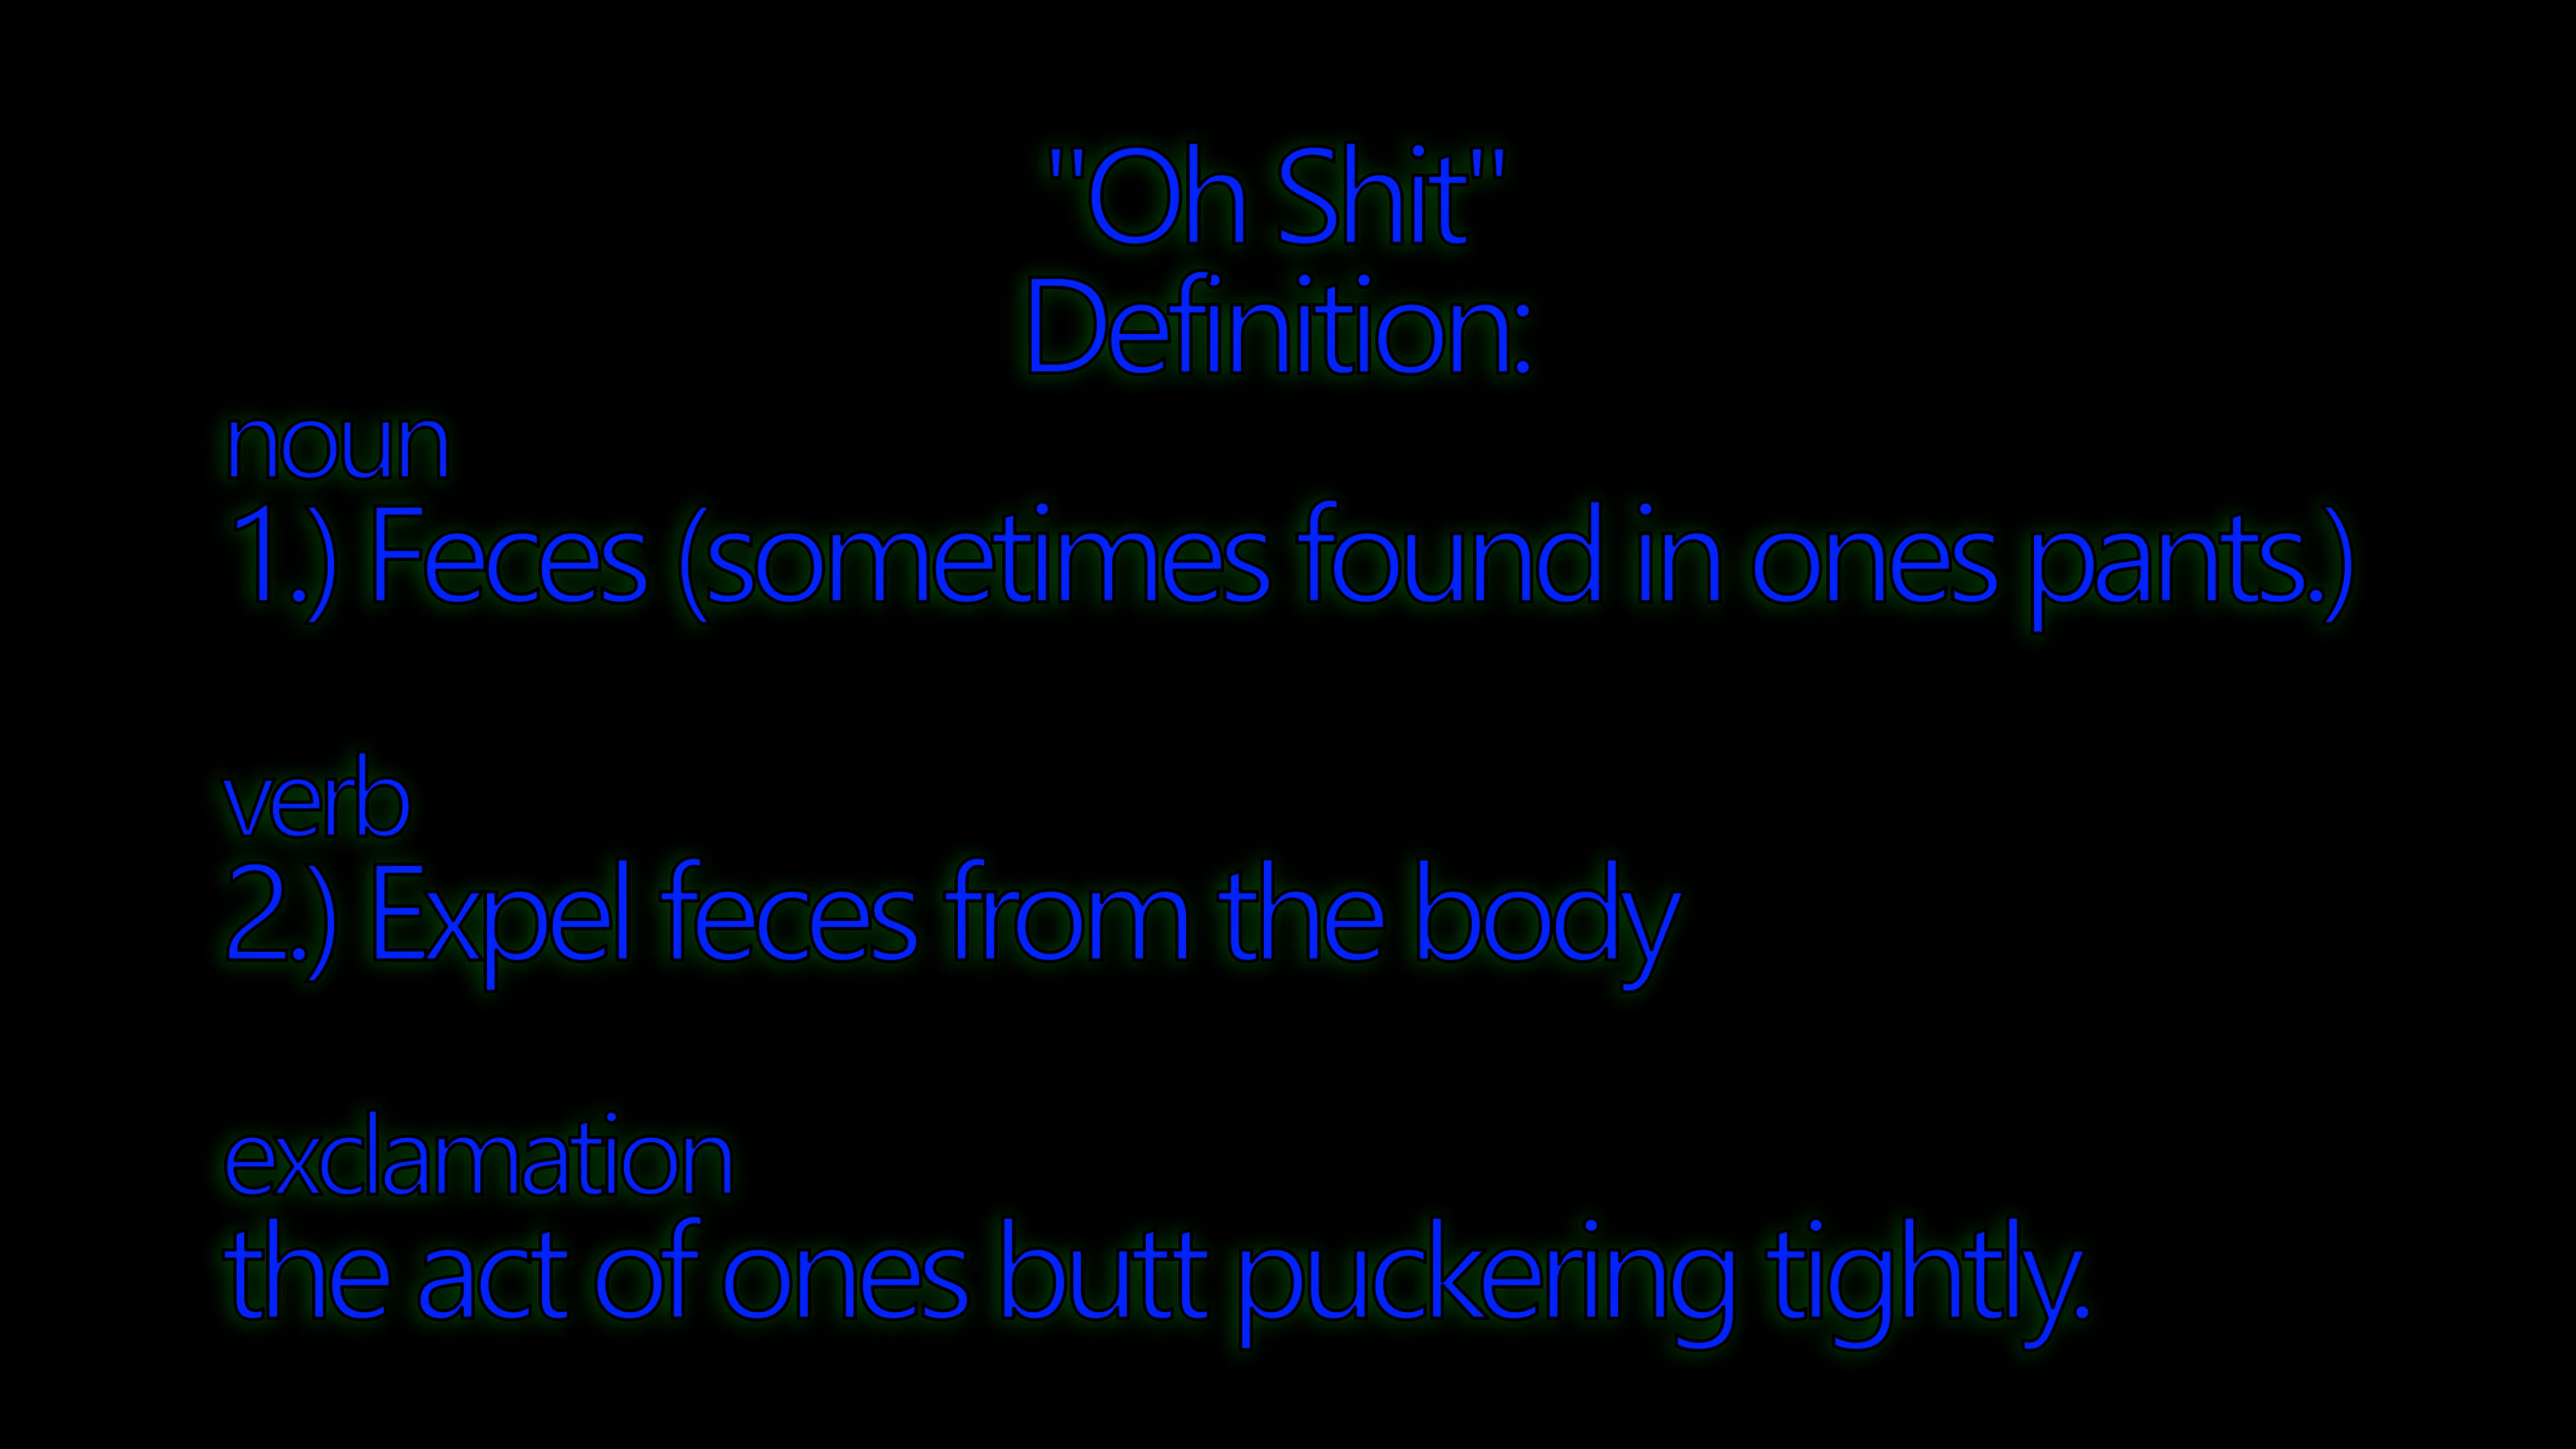 "Oh Shit"
Definition:
noun
1.) Feces (sometimes found in ones pants.)
verb
2.) Expel feces from the body
exclamation
the act of ones butt puckering tightly.